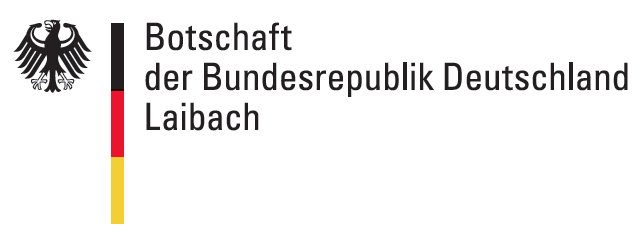 Botschaft
der Bundesrepublik Deutschland
Laibach